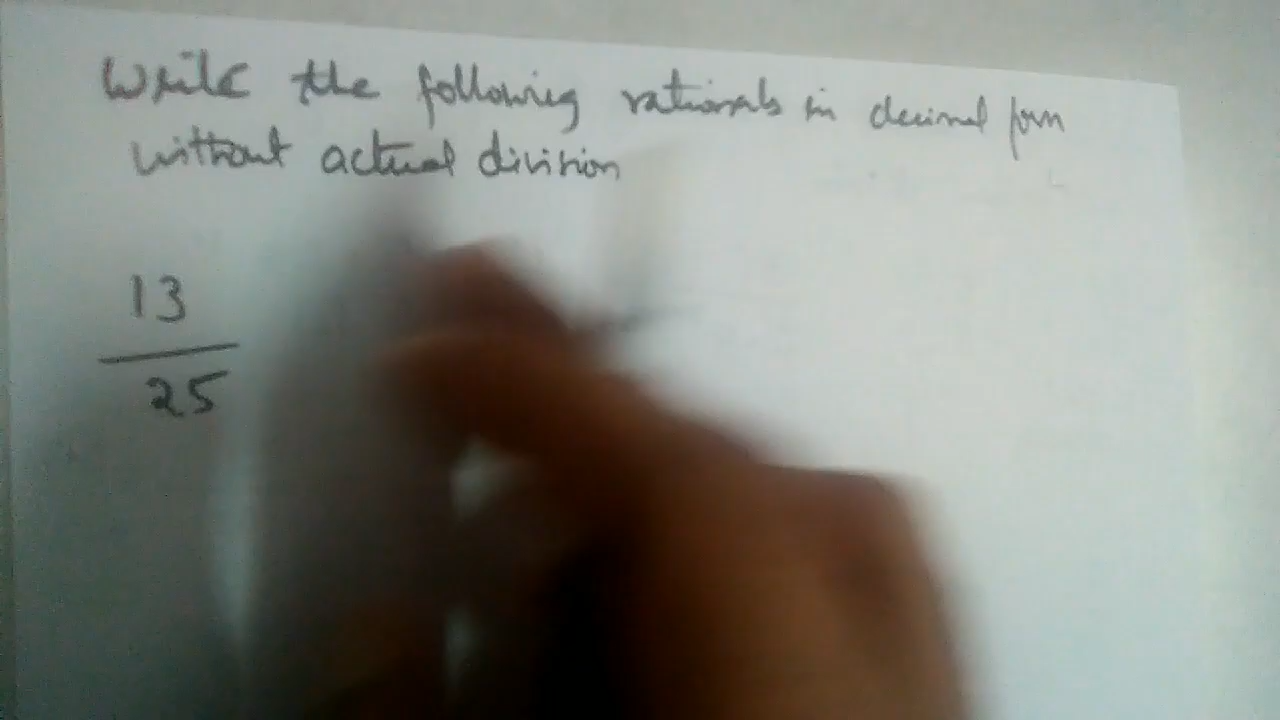 Write the following rationals in decimal form
without actual division
13
25